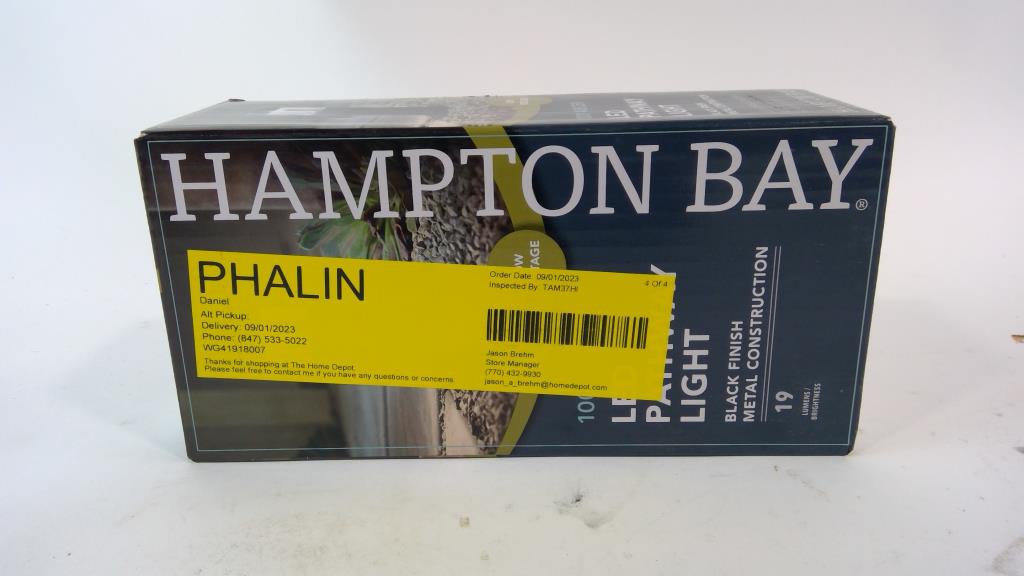 HAMPTON BAY®
PHALIN
Daniel
Alt Pickup:
Delivery: 09/01/2023
Phone: (847) 533-5022
WG41918007
Thanks for shopping at The Home Depot.
Please feel free to contact me if you have any questions or concerns.
Order Date: 09/01/2023
4 Of 4
Inspected By: TAM37HI
Jason Brehm
Store Manager
(770) 432-9930
jason_a_brehm@homedepot.com
LED
PATHWAY
LIGHT
BLACK FINISH
METAL CONSTRUCTION
19
LUMENS /
BRIGHTNESS